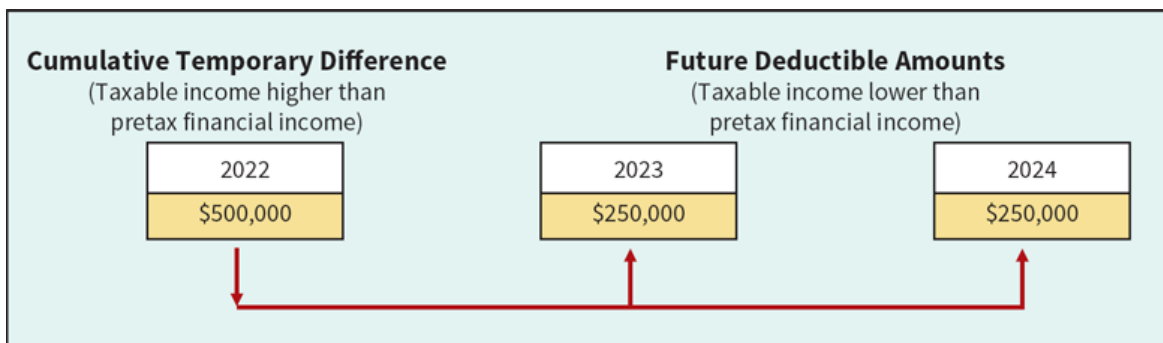 Cumulative Temporary Difference
(Taxable income higher than
pretax financial income)
Future Deductible Amounts
(Taxable income lower than
pretax financial income)
2022
$500,000
2023
$250,000
2024
$250,000